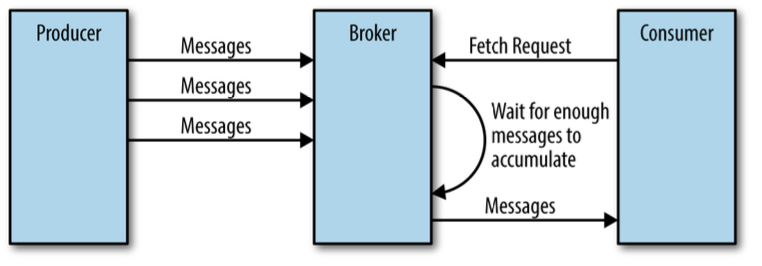 Producer
Broker
Consumer
Messages
Messages
Messages
Fetch Request
Wait for enough
messages to
accumulate
Messages